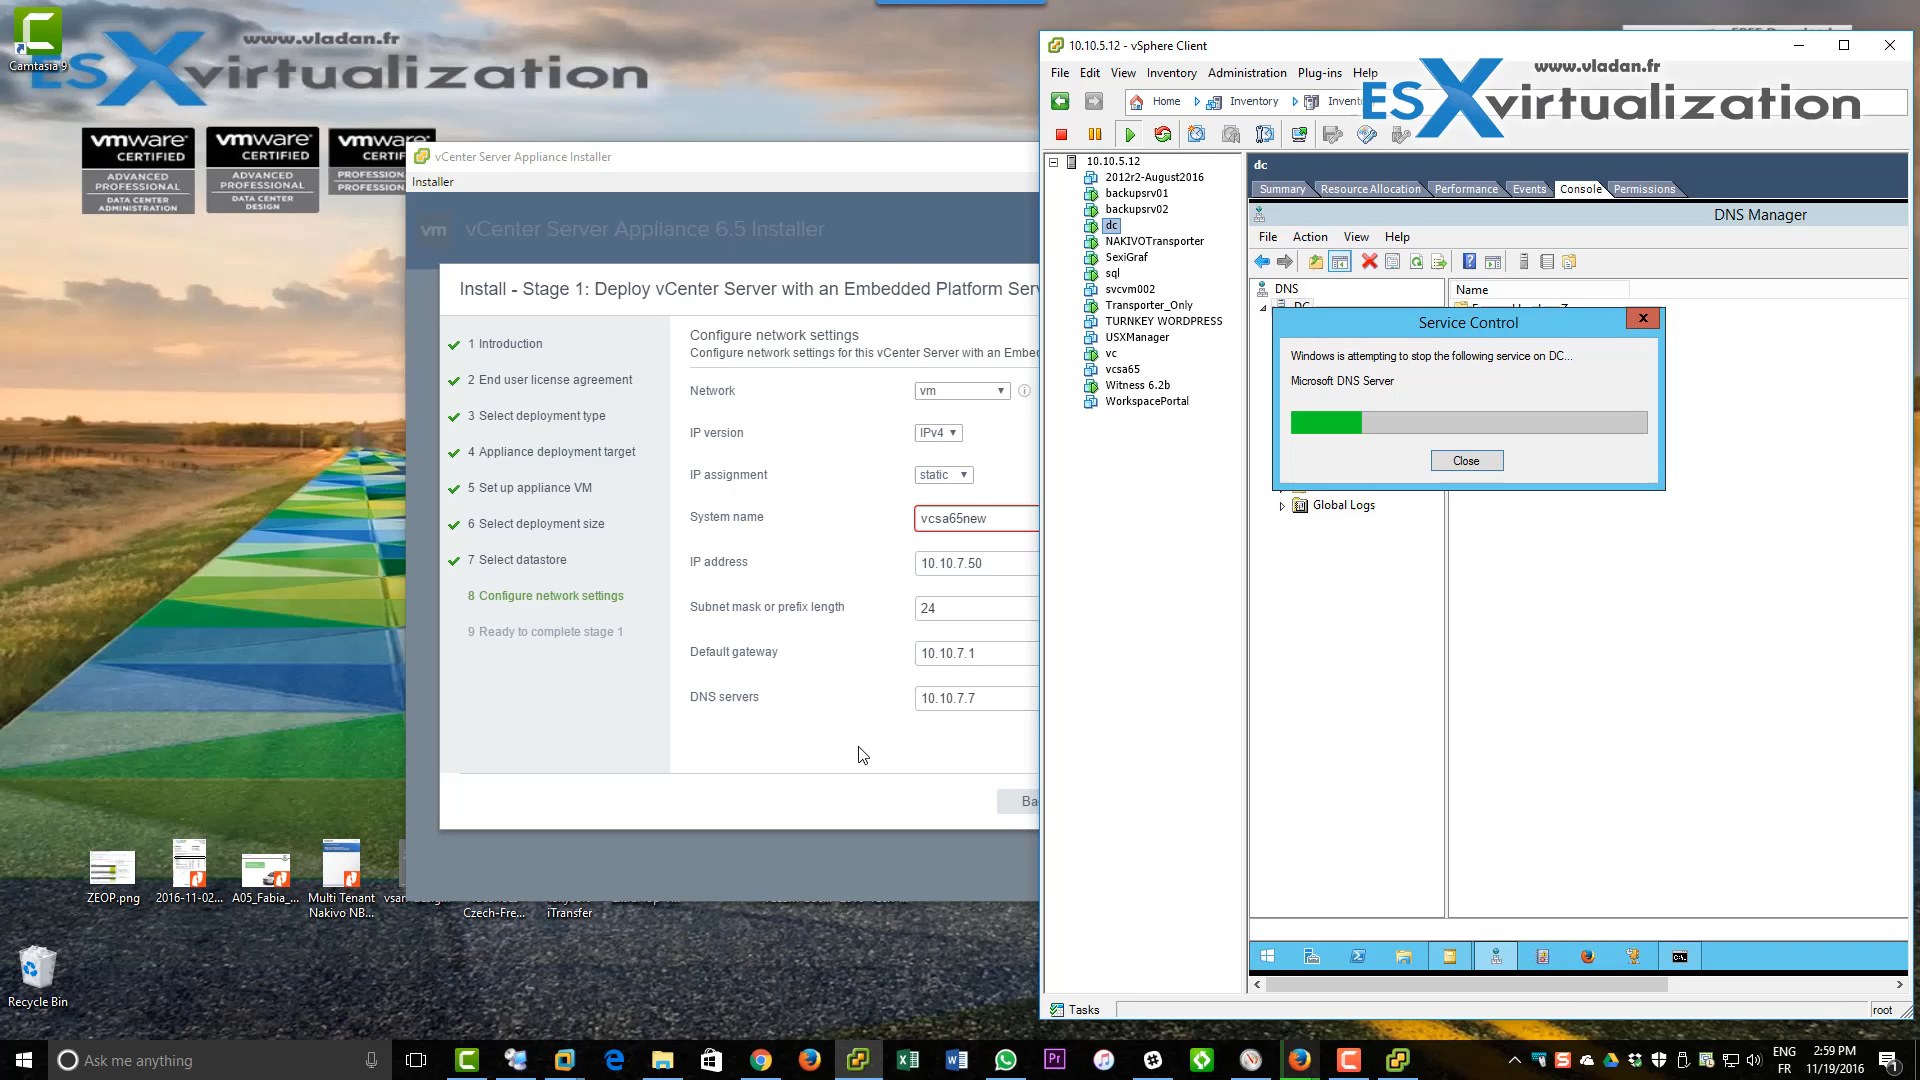 Camtasia 9
www.vladan.fr
ESXvirtualization
vmware
CERTIFIED
ADVANCED
PROFESSIONAL
DATA CENTER
ADMINISTRATION
vmware
CERTIFIED
ADVANCED
PROFESSIONAL
DATA CENTER
DESIGN
vmware
PROFESSIONAL
vCenter Server Appliance Installer
Installer
vm vCenter Server Appliance 6.5 Installer
Install - Stage 1: Deploy vCenter Server with an Embedded Platform
1 Introduction
2 End user license agreement
3 Select deployment type
4 Appliance deployment target
5 Set up appliance VM
6 Select deployment size
7 Select datastore
8 Configure network settings
9 Ready to complete stage 1
Configure network settings
Configure network settings for this vCenter Server with an
Network vm
IP version IPv4
IP assignment static
System name vcsa65new
IP address 10.10.7.50
Subnet mask or prefix length 24
Default gateway 10.10.7.1
DNS servers 10.10.7.7
ZEOP.png
2016-11-02...
A05_Fabia_...
Multi Tenant
Nakivo NB...
Czech-Fre...
iTransfer
Recycle Bin
10.10.5.12 - vSphere Client
File Edit View Inventory Administration Plug-ins Help
www.vladan.fr
ESXvirtualization
Home Inventory
10.10.5.12
2012r2-August2016
backupsrv01
backupsrv02
dc
NAKIVOTransporter
SexiGraf
sql
svcvm002
Transporter_Only
TURNKEY WORDPRESS
USXManager
vc
vcsa65
Witness 6.2b
WorkspacePortal
dc
Summary Resource Allocation Performance Events Console Permissions
DNS Manager
File Action View Help
DNS
Name
Service Control
Windows is attempting to stop the following service on DC...
Microsoft DNS Server
Close
Global Logs
Tasks
root
Ask me anything
ENG
FR
2:59 PM
11/19/2016
1